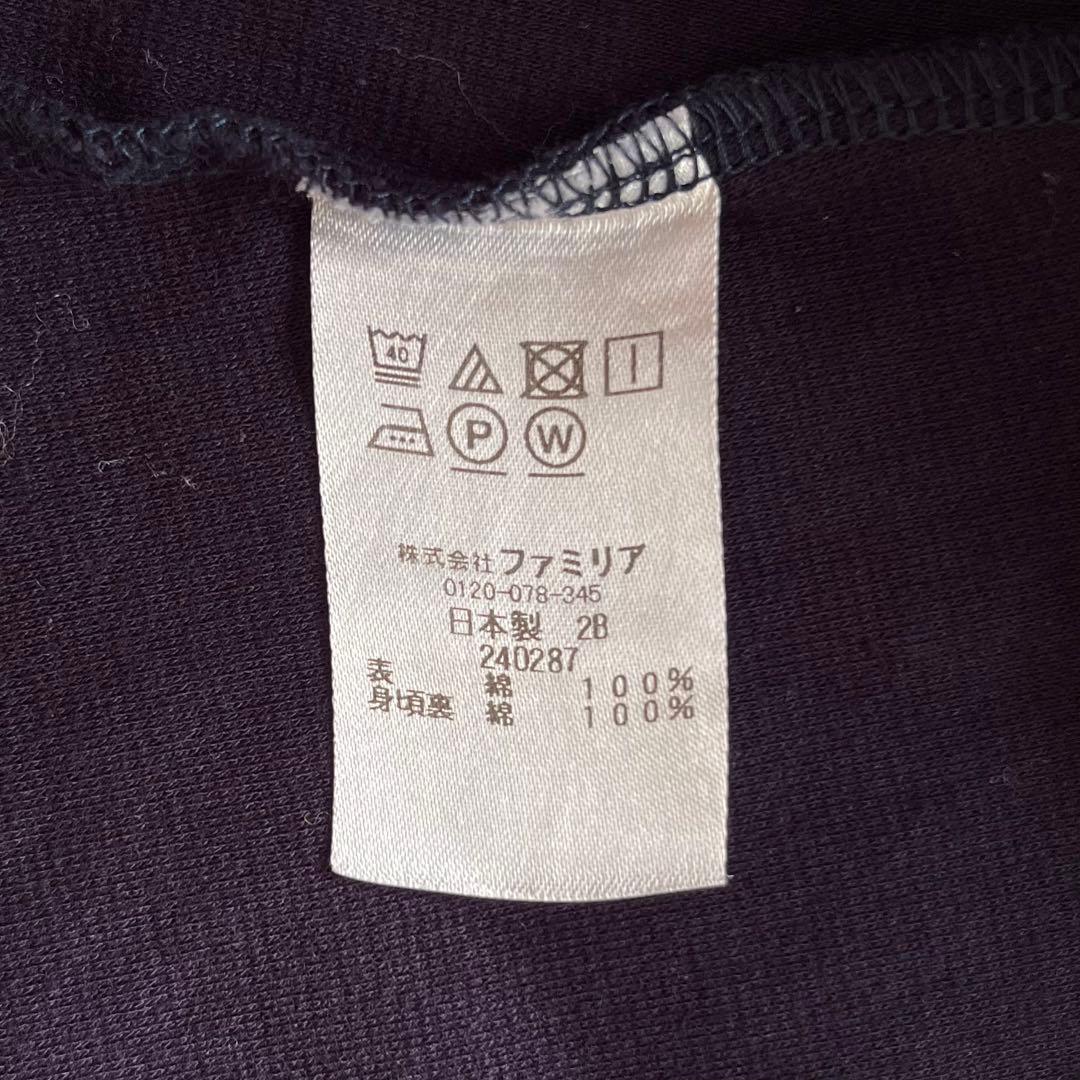 40
P W
株式会社 ファミリア
0120-078-345
日本製 2B
240287
表 綿 100%
身頃裏 綿 100%